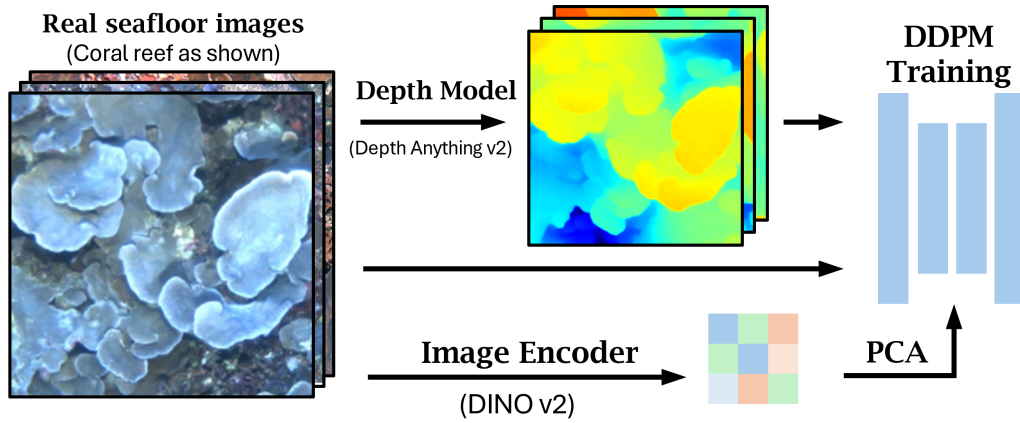 Real seafloor images
(Coral reef as shown)
Depth Model
(Depth Anything v2)
DDPM
Training
Image Encoder
(DINO v2)
PCA